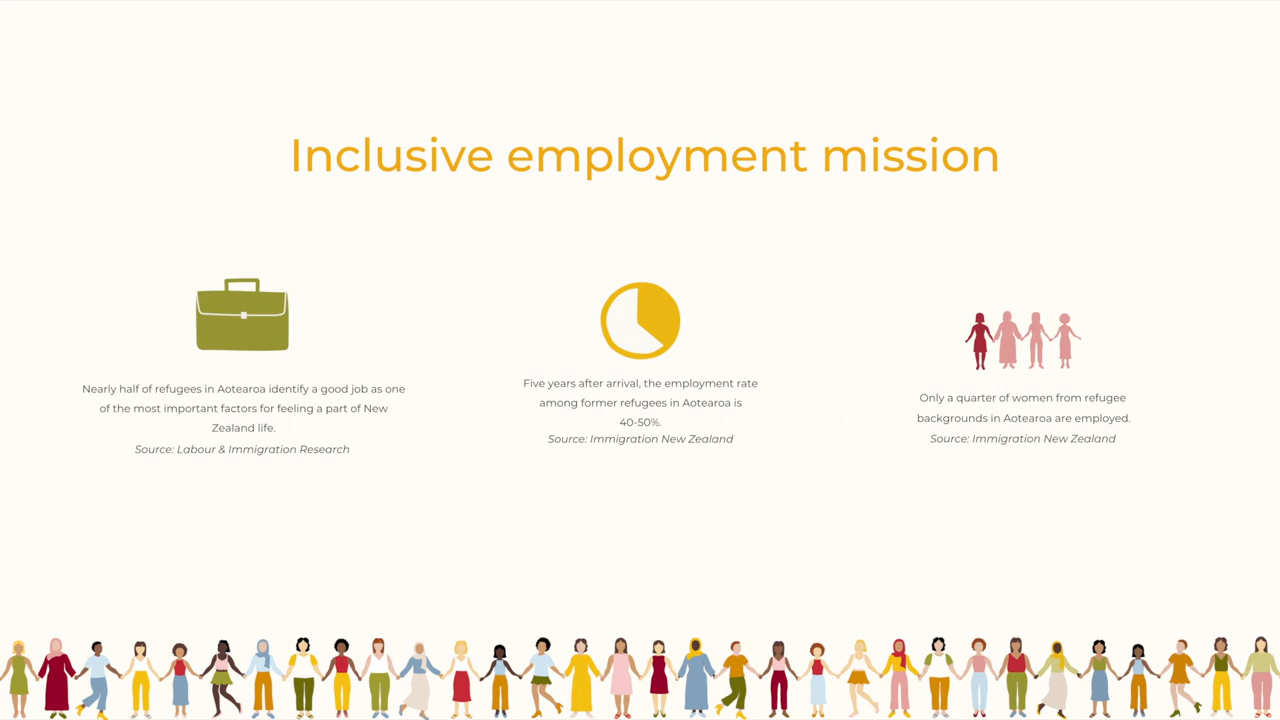 Inclusive employment mission
Nearly half of refugees in Aotearoa identify a good job as one
of the most important factors for feeling a part of New
Zealand life.
Source: Labour & Immigration Research
Five years after arrival, the employment rate
among former refugees in Aotearoa is
40-50%.
Source: Immigration New Zealand
Only a quarter of women from refugee
backgrounds in Aotearoa are employed.
Source: Immigration New Zealand